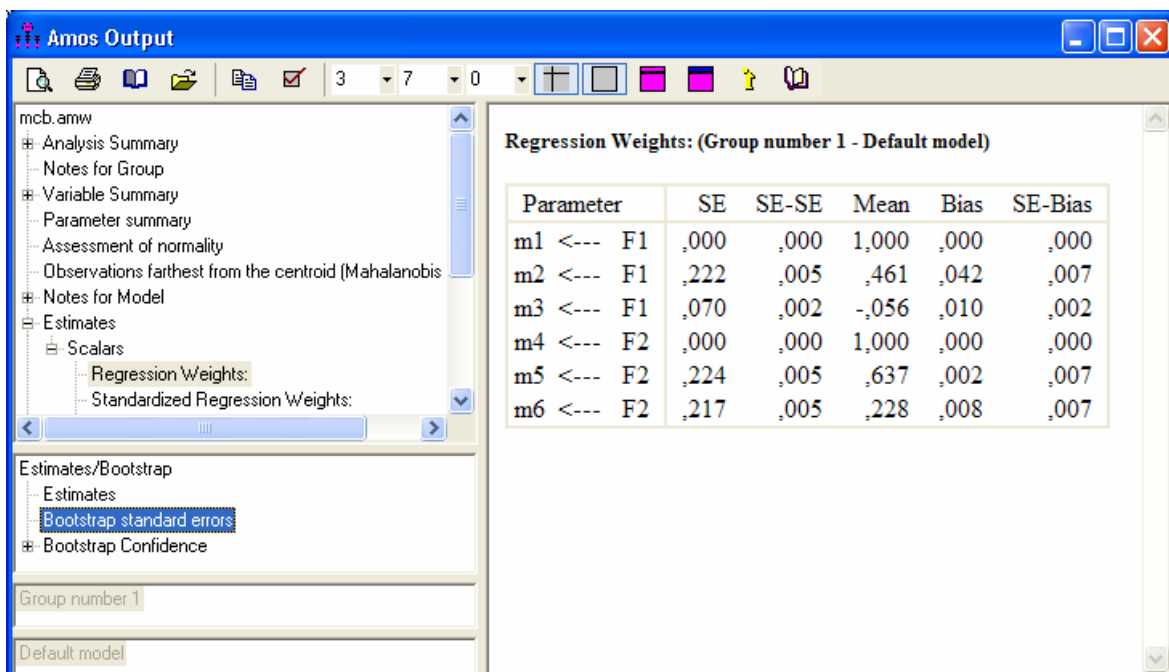 Amos Output
3 7 0
mcb.amw
Analysis Summary
Notes for Group
Variable Summary
Parameter summary
Assessment of normality
Observations farthest from the centroid (Mahalanobis
Notes for Model
Estimates
Scalars
Regression Weights:
Standardized Regression Weights:
Estimates/Bootstrap
Estimates
Bootstrap standard errors
Bootstrap Confidence
Group number 1
Default model
Regression Weights: (Group number 1 - Default model)
Parameter SE SE-SE Mean Bias SE-Bias
m1 <--- F1 ,000 ,000 1,000 ,000 ,000
m2 <--- F1 ,222 ,005 ,461 ,042 ,007
m3 <--- F1 ,070 ,002 -,056 ,010 ,002
m4 <--- F2 ,000 ,000 1,000 ,000 ,000
m5 <--- F2 ,224 ,005 ,637 ,002 ,007
m6 <--- F2 ,217 ,005 ,228 ,008 ,007